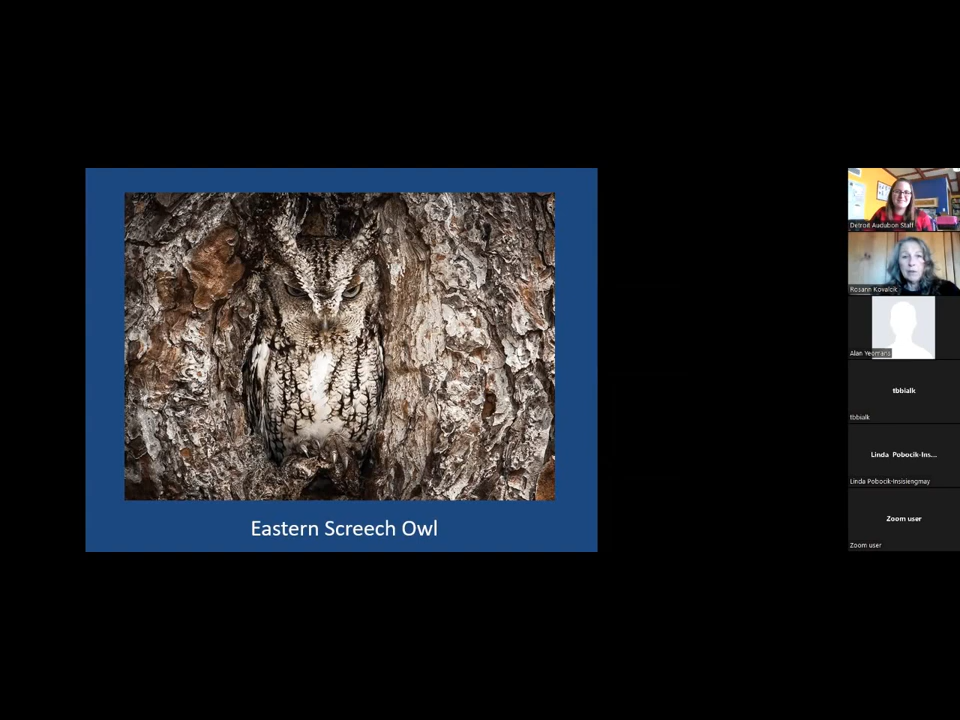 Eastern Screech Owl
Detroit Audubon Staff
Rosann Kovalcik
Alan Yeomans
tbbialk
tbbialk
Linda Pobocik-Ins...
Linda Pobocik-Insisiengmay
Zoom user
Zoom user